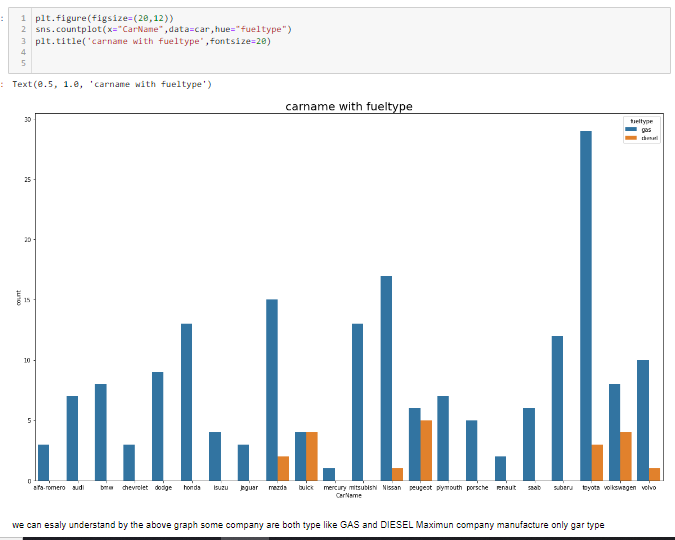 1 plt.figure(figsize=(20,12))
2 sns.countplot(x="CarName",data=car,hue="fueltype")
3 plt.title('carname with fueltype',fontsize=20)
4
5
: Text(0.5, 1.0, 'carname with fueltype')
carname with fueltype
fueltype
gas
diesel
30
25
20
15
10
5
0
count
alfa-romero audi bmw chevrolet dodge honda isuzu jaguar mazda buick mercury mitsubishi Nissan peugeot plymouth porsche renault saab subaru toyota volkswagen volvo
CarName
we can esaly understand by the above graph some company are both type like GAS and DIESEL Maximun company manufacture only gar type